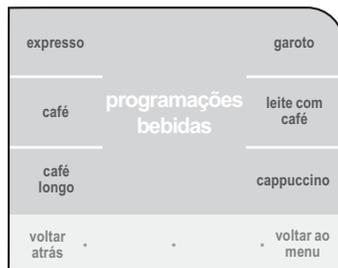 expresso
garoto
programações
bebidas
café
leite com
café
café
longo
cappuccino
voltar
atrás
voltar ao
menu